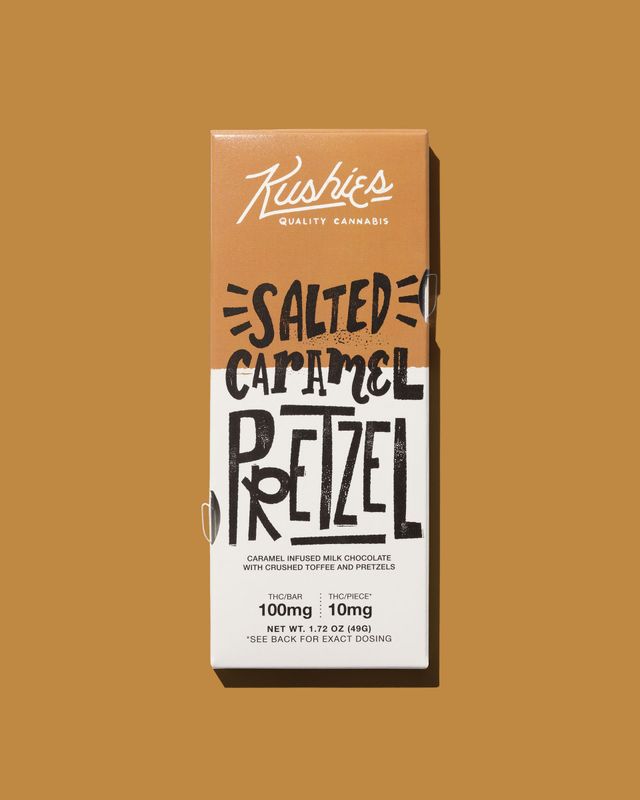 Kushies
QUALITY CANNABIS
SALTED
CARAMEL
PRETZEL
CARAMEL INFUSED MILK CHOCOLATE
WITH CRUSHED TOFFEE AND PRETZELS
THC/BAR THC/PIECE*
100mg 10mg
NET WT. 1.72 OZ (49G)
*SEE BACK FOR EXACT DOSING